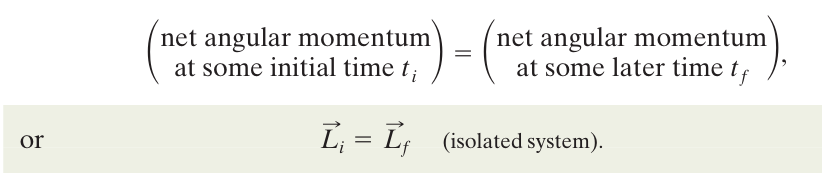 (net angular momentum at some initial time t_i) = (net angular momentum at some later time t_f),
or L⃗_i = L⃗_f (isolated system).